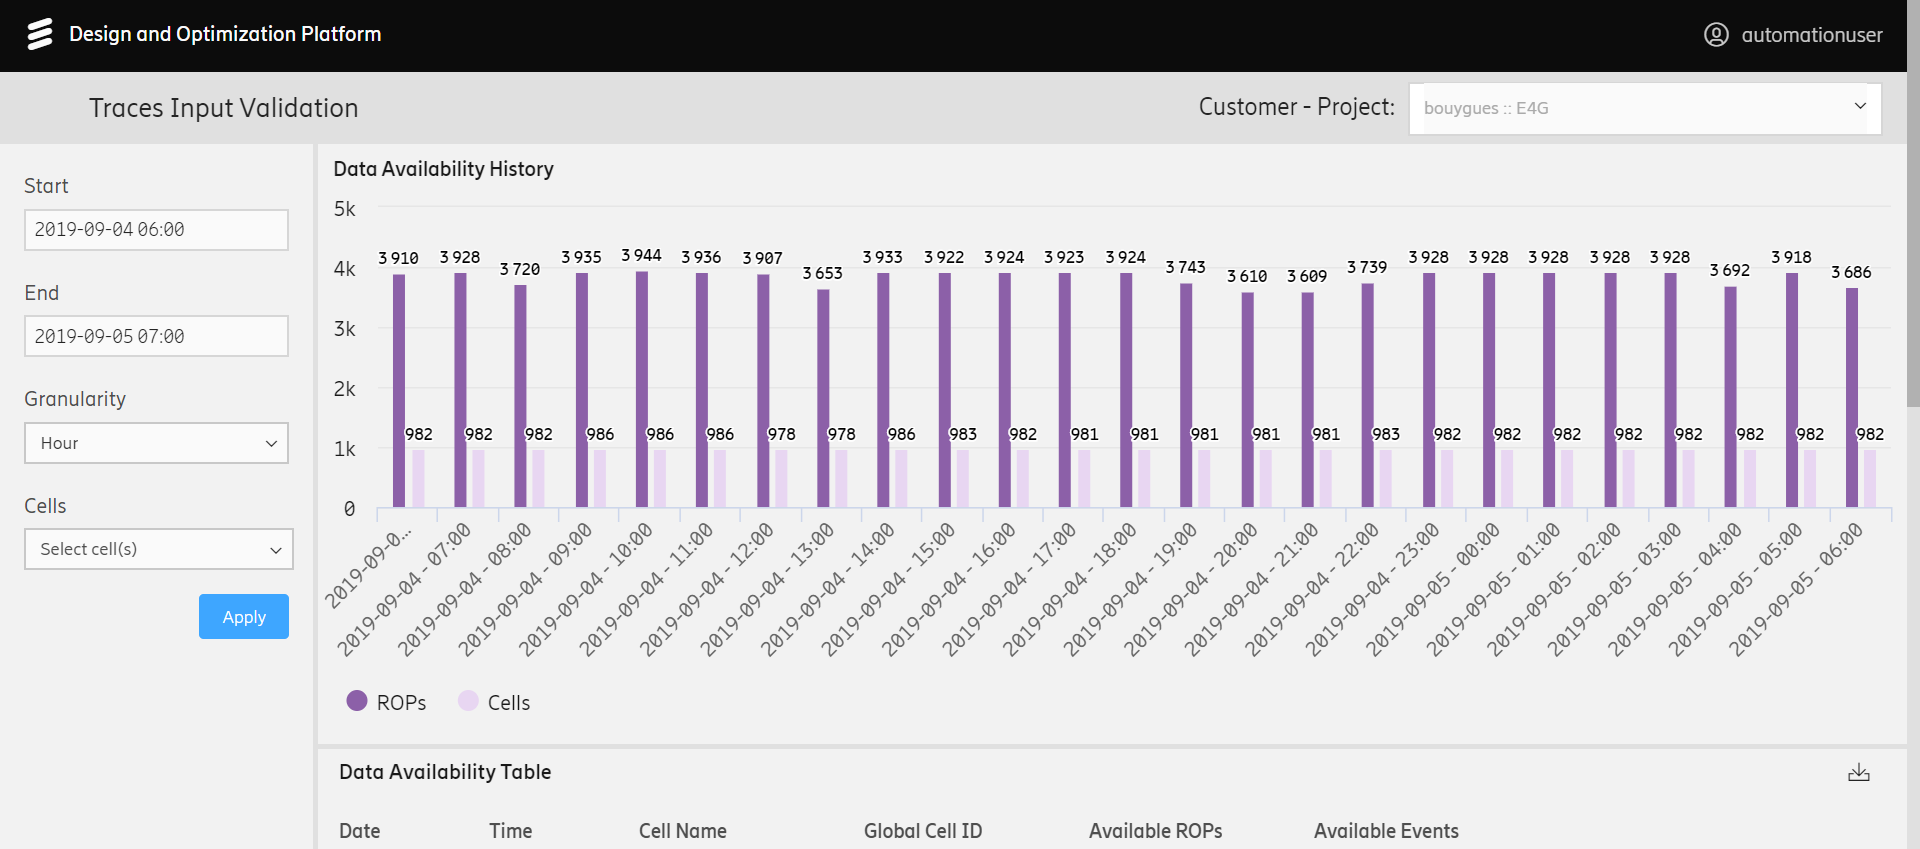 Design and Optimization Platform
automationuser
Traces Input Validation
Customer - Project:
bouygues :: E4G
Start
2019-09-04 06:00
End
2019-09-05 07:00
Granularity
Hour
Cells
Select cell(s)
Apply
Data Availability History
5k
4k
3k
2k
1k
0
3 910 3 928 3 720 3 935 3 944 3 936 3 907 3 653 3 933 3 922 3 924 3 923 3 924 3 743 3 610 3 609 3 739 3 928 3 928 3 928 3 928 3 928 3 692 3 918 3 686
982 982 982 986 986 986 978 978 986 983 982 981 981 981 981 981 983 982 982 982 982 982 982 982 982
2019-09-0...
2019-09-04 - 07:00
2019-09-04 - 08:00
2019-09-04 - 09:00
2019-09-04 - 10:00
2019-09-04 - 11:00
2019-09-04 - 12:00
2019-09-04 - 13:00
2019-09-04 - 14:00
2019-09-04 - 15:00
2019-09-04 - 16:00
2019-09-04 - 17:00
2019-09-04 - 18:00
2019-09-04 - 19:00
2019-09-04 - 20:00
2019-09-04 - 21:00
2019-09-04 - 22:00
2019-09-04 - 23:00
2019-09-05 - 00:00
2019-09-05 - 01:00
2019-09-05 - 02:00
2019-09-05 - 03:00
2019-09-05 - 04:00
2019-09-05 - 05:00
2019-09-05 - 06:00
ROPs Cells
Data Availability Table
Date Time Cell Name Global Cell ID Available ROPs Available Events